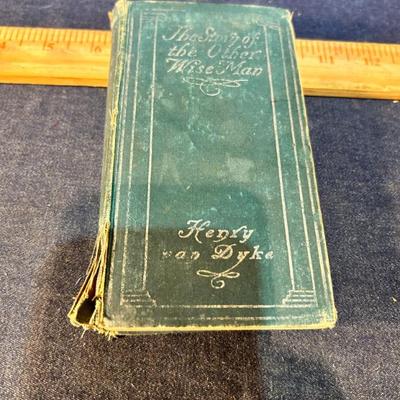 The Story of
the Other
Wise Man
Henry
van Dyke